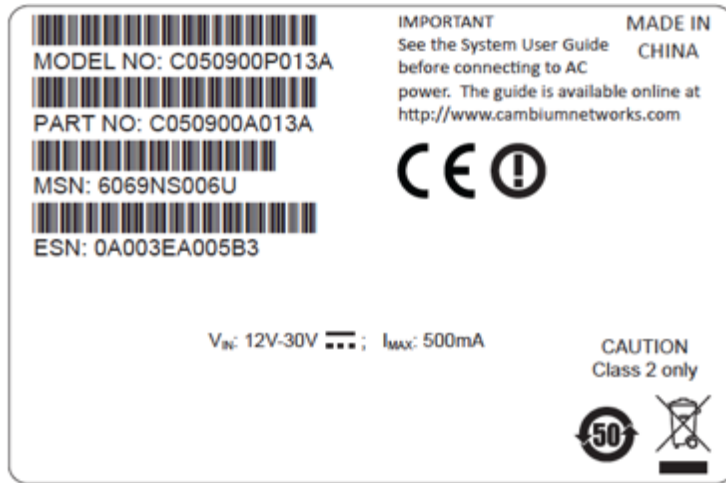 MODEL NO: C050900P013A
PART NO: C050900A013A
MSN: 6069NS006U
ESN: 0A003EA005B3
IMPORTANT
See the System User Guide
before connecting to AC
power. The guide is available online at
http://www.cambiumnetworks.com
MADE IN
CHINA
CE
VIN: 12V-30V ; IMAX: 500mA
CAUTION
Class 2 only
50